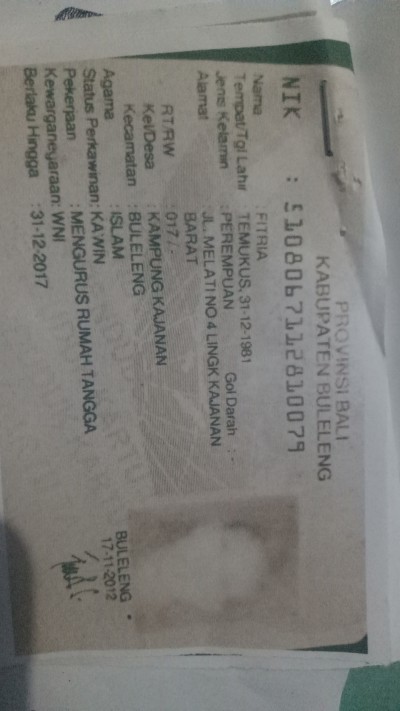 PROVINSI BALI
KABUPATEN BULELENG
NIK : 5108067112810079
Nama : FITRIA
Tempat/Tgl Lahir : TEMUKUS, 31-12-1981
Jenis Kelamin : PEREMPUAN Gol Darah : -
Alamat : JL. MELATI NO 4 LINGK KAJANAN
BARAT
RT/RW : 017 / -
Kel/Desa : KAMPUNG KAJANAN
Kecamatan : BULELENG
Agama : ISLAM
Status Perkawinan : KAWIN
Pekerjaan : MENGURUS RUMAH TANGGA
Kewarganegaraan: WNI
Berlaku Hingga : 31-12-2017
BULELENG
17-11-2012